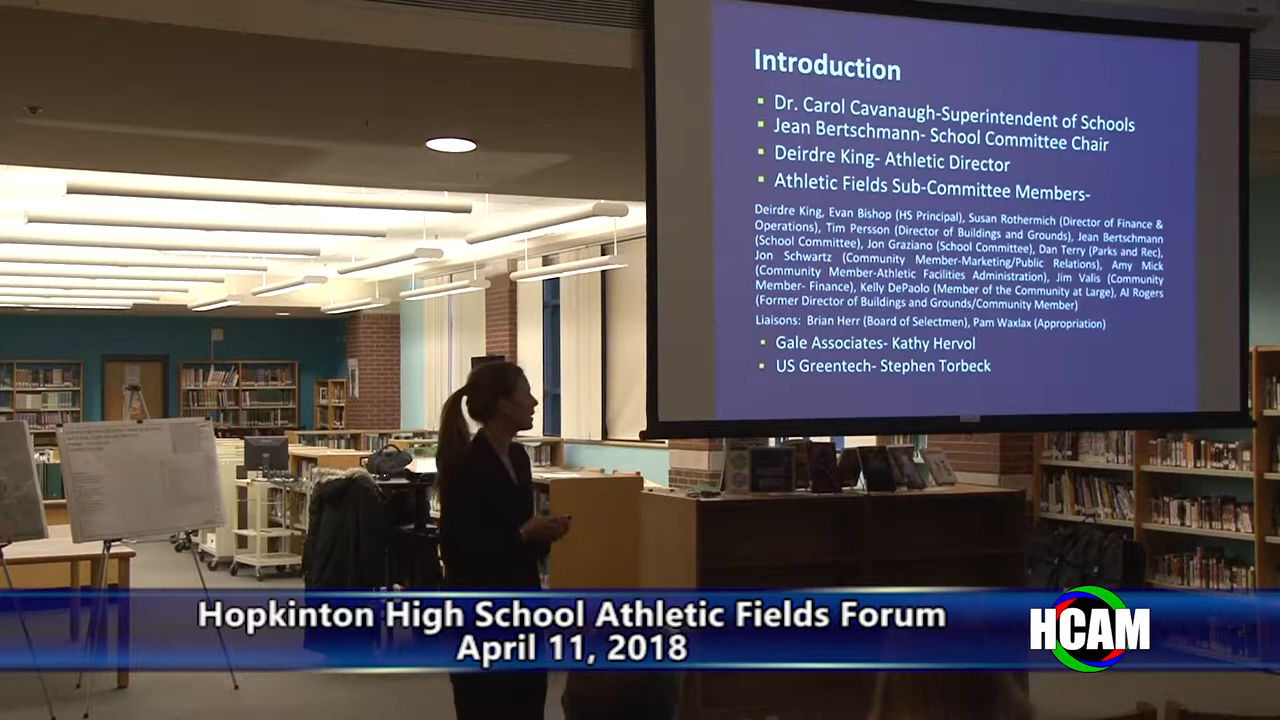 Introduction
Dr. Carol Cavanaugh-Superintendent of Schools
Jean Bertschmann- School Committee Chair
Deirdre King- Athletic Director
Athletic Fields Sub-Committee Members-
Deirdre King, Evan Bishop (HS Principal), Susan Rothermich (Director of Finance &
Operations), Tim Persson (Director of Buildings and Grounds), Jean Bertschmann
(School Committee), Jon Graziano (School Committee), Dan Terry (Parks and Rec),
Jon Schwartz (Community Member-Marketing/Public Relations), Amy Mick
(Community Member-Athletic Facilities Administration), Jim Valis (Community
Member- Finance), Kelly DePaolo (Member of the Community at Large), Al Rogers
(Former Director of Buildings and Grounds/Community Member)
Liaisons: Brian Herr (Board of Selectmen), Pam Waxlax (Appropriation)
Gale Associates- Kathy Hervol
US Greentech- Stephen Torbeck
Hopkinton High School Athletic Fields Forum
April 11, 2018
HCAM